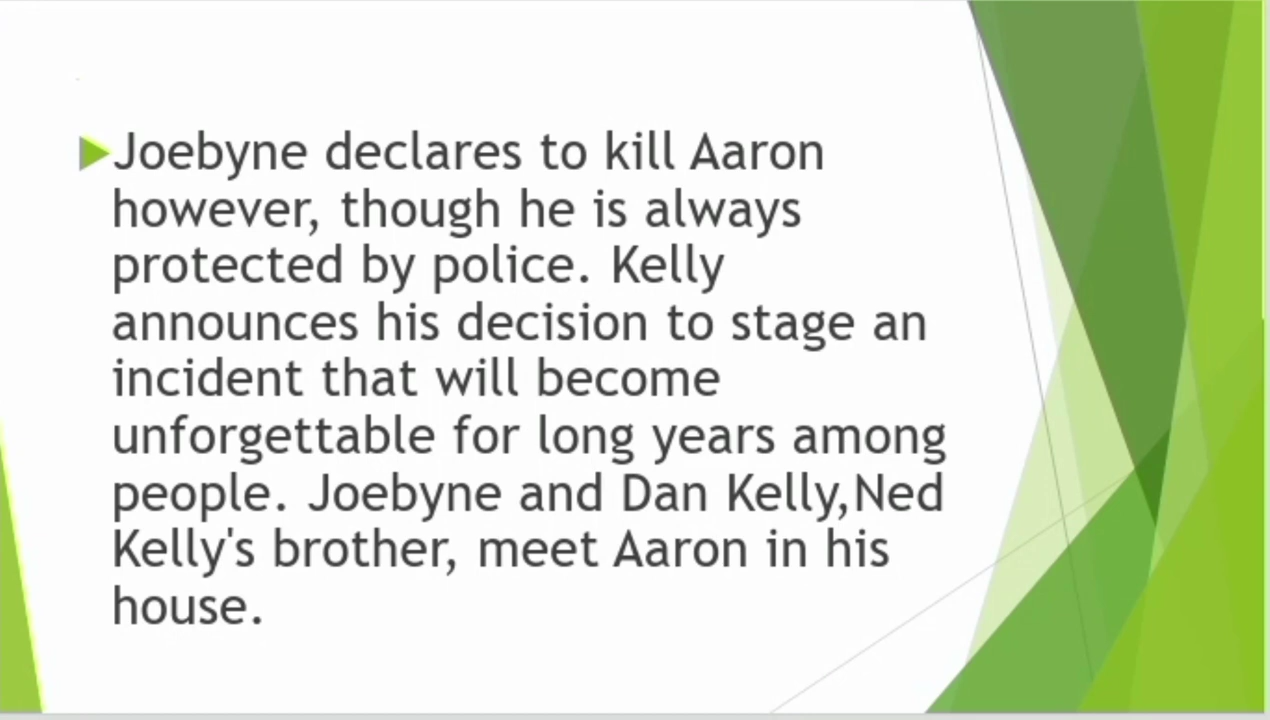 Joebyne declares to kill Aaron
however, though he is always
protected by police. Kelly
announces his decision to stage an
incident that will become
unforgettable for long years among
people. Joebyne and Dan Kelly,Ned
Kelly's brother, meet Aaron in his
house.